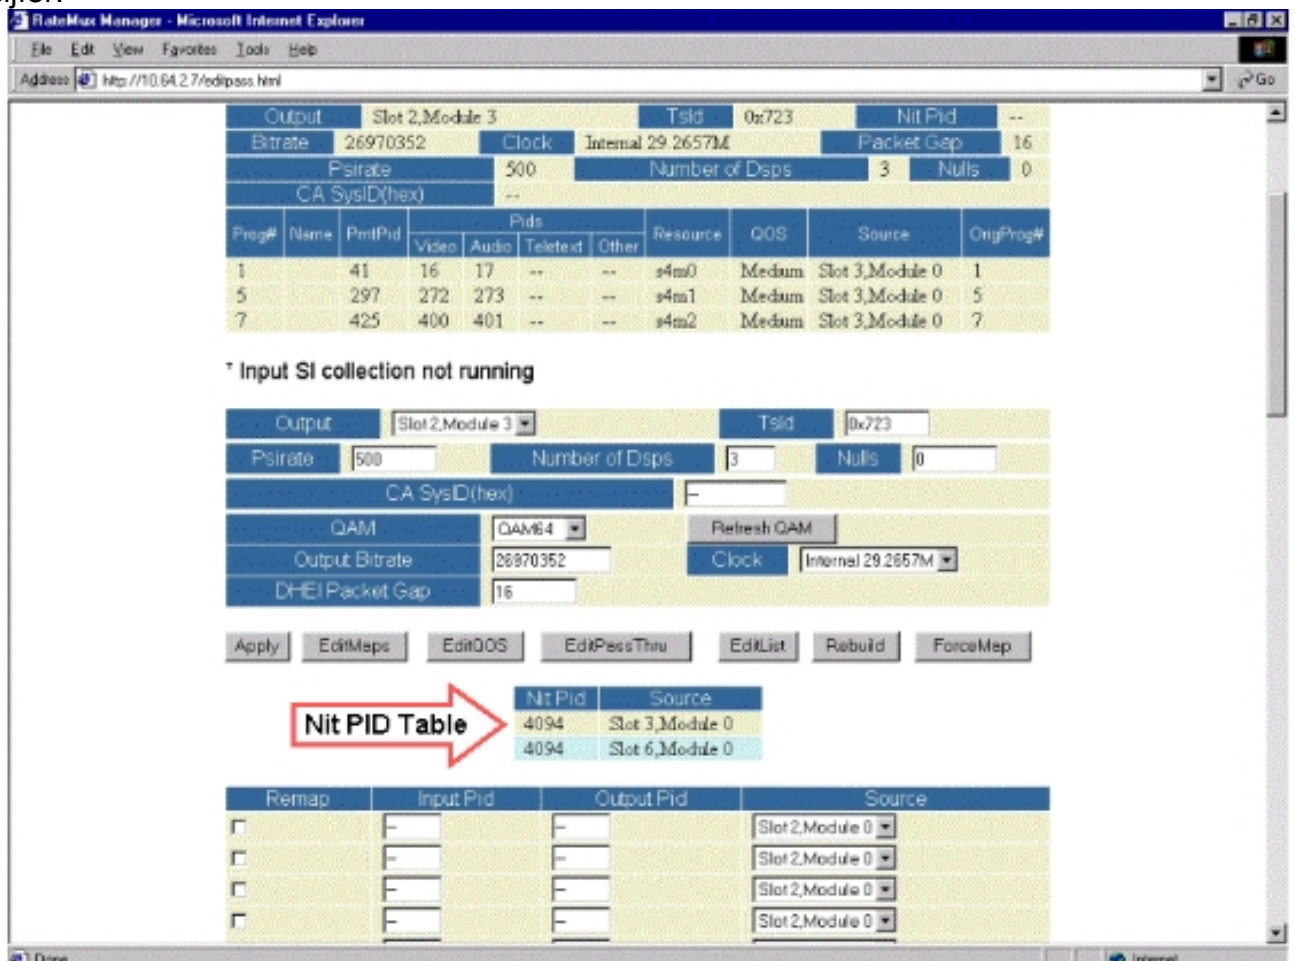 RateMux Manager - Microsoft Internet Explorer
File Edit View Favorites Tools Help
Address http://10.64.2.7/editpass.html Go
Output Slot 2,Module 3 TsId 0x723 Nit Pid --
Bitrate 26970352 Clock Internal 29.2657M Packet Gap 16
Psirate 500 Number of Dsps 3 Nulls 0
CA SysID(hex) --
Prog# Name PmtPid Pids Resource QOS Source OrigProg#
Video Audio Teletext Other
1 41 16 17 -- -- s4m0 Medium Slot 3,Module 0 1
5 297 272 273 -- -- s4m1 Medium Slot 3,Module 0 5
7 425 400 401 -- -- s4m2 Medium Slot 3,Module 0 7
* Input SI collection not running
Output Slot 2,Module 3 TsId 0x723
Psirate 500 Number of Dsps 3 Nulls 0
CA SysID(hex) --
QAM QAM64 Refresh QAM
Output Bitrate 26970352 Clock Internal 29.2657M
DHEI Packet Gap 16
Apply EditMaps EditQOS EditPassThru EditList Rebuild ForceMap
Nit Pid Source
Nit PID Table 4094 Slot 3,Module 0
4094 Slot 6,Module 0
Remap Input Pid Output Pid Source
-- -- Slot 2,Module 0
-- -- Slot 2,Module 0
-- -- Slot 2,Module 0
-- -- Slot 2,Module 0
Done Internet